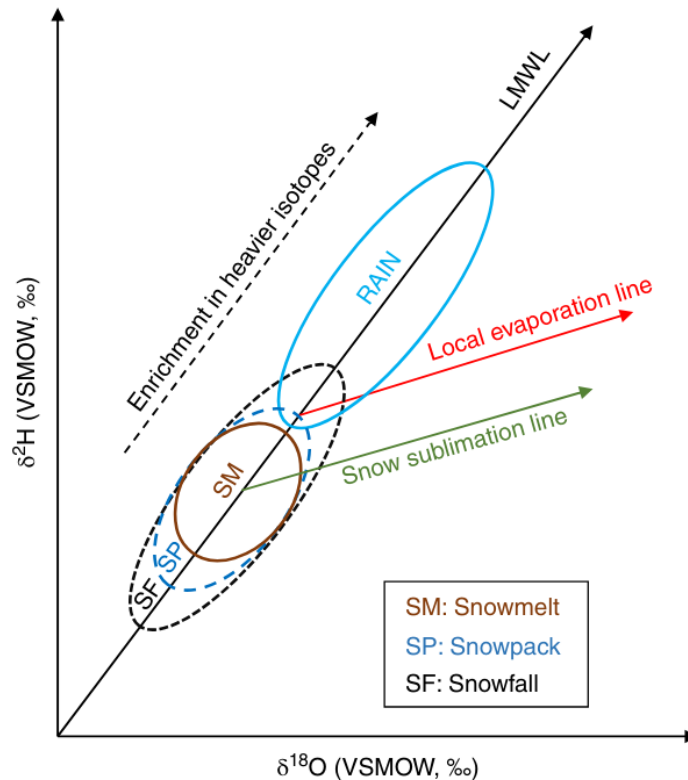 LMWL
Enrichment in heavier isotopes
RAIN
Local evaporation line
Snow sublimation line
SM
SP
SF
δ²H (VSMOW, ‰)
SM: Snowmelt
SP: Snowpack
SF: Snowfall
δ¹⁸O (VSMOW, ‰)